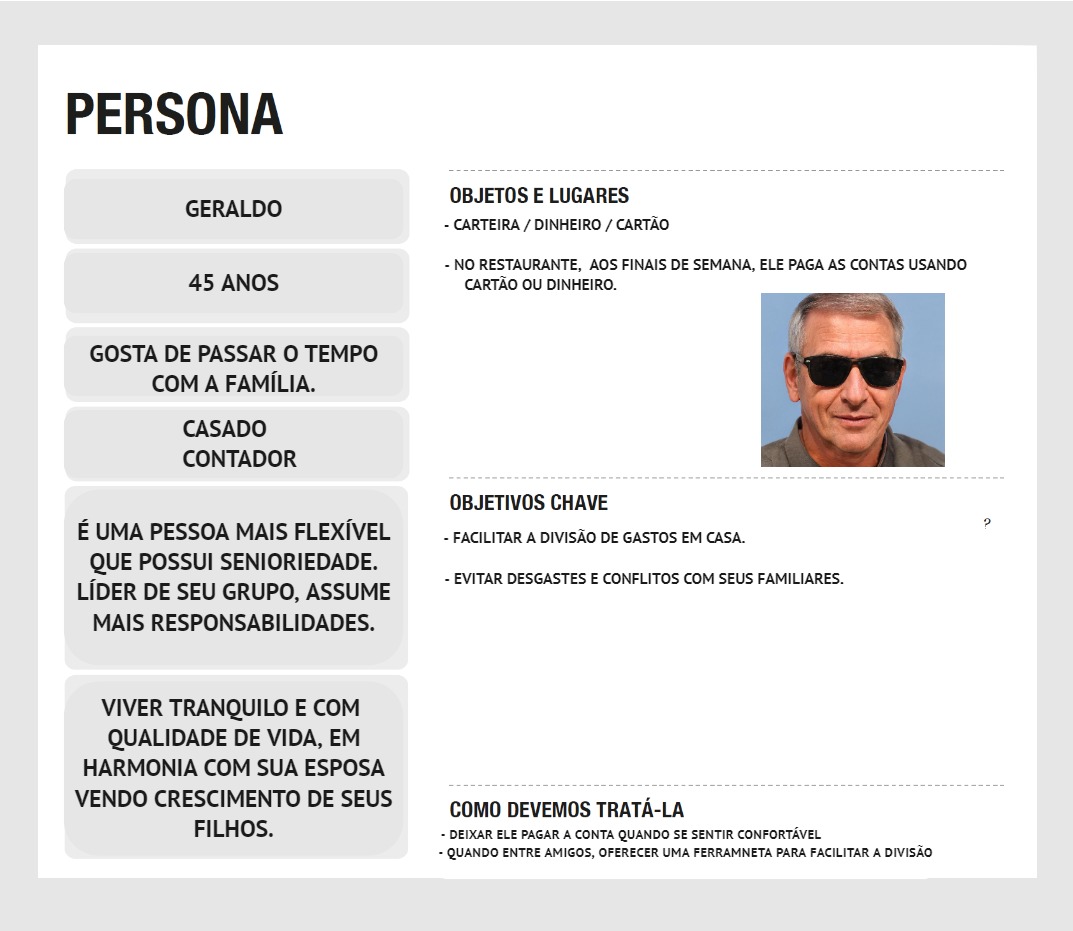 PERSONA
GERALDO
45 ANOS
GOSTA DE PASSAR O TEMPO
COM A FAMÍLIA.
CASADO
CONTADOR
É UMA PESSOA MAIS FLEXÍVEL
QUE POSSUI SENIORIEDADE.
LÍDER DE SEU GRUPO, ASSUME
MAIS RESPONSABILIDADES.
VIVER TRANQUILO E COM
QUALIDADE DE VIDA, EM
HARMONIA COM SUA ESPOSA
VENDO CRESCIMENTO DE SEUS
FILHOS.
OBJETOS E LUGARES
- CARTEIRA / DINHEIRO / CARTÃO
- NO RESTAURANTE,  AOS FINAIS DE SEMANA, ELE PAGA AS CONTAS USANDO
CARTÃO OU DINHEIRO.
OBJETIVOS CHAVE
?
- FACILITAR A DIVISÃO DE GASTOS EM CASA.
- EVITAR DESGASTES E CONFLITOS COM SEUS FAMILIARES.
COMO DEVEMOS TRATÁ-LA
- DEIXAR ELE PAGAR A CONTA QUANDO SE SENTIR CONFORTÁVEL
- QUANDO ENTRE AMIGOS, OFERECER UMA FERRAMNETA PARA FACILITAR A DIVISÃO